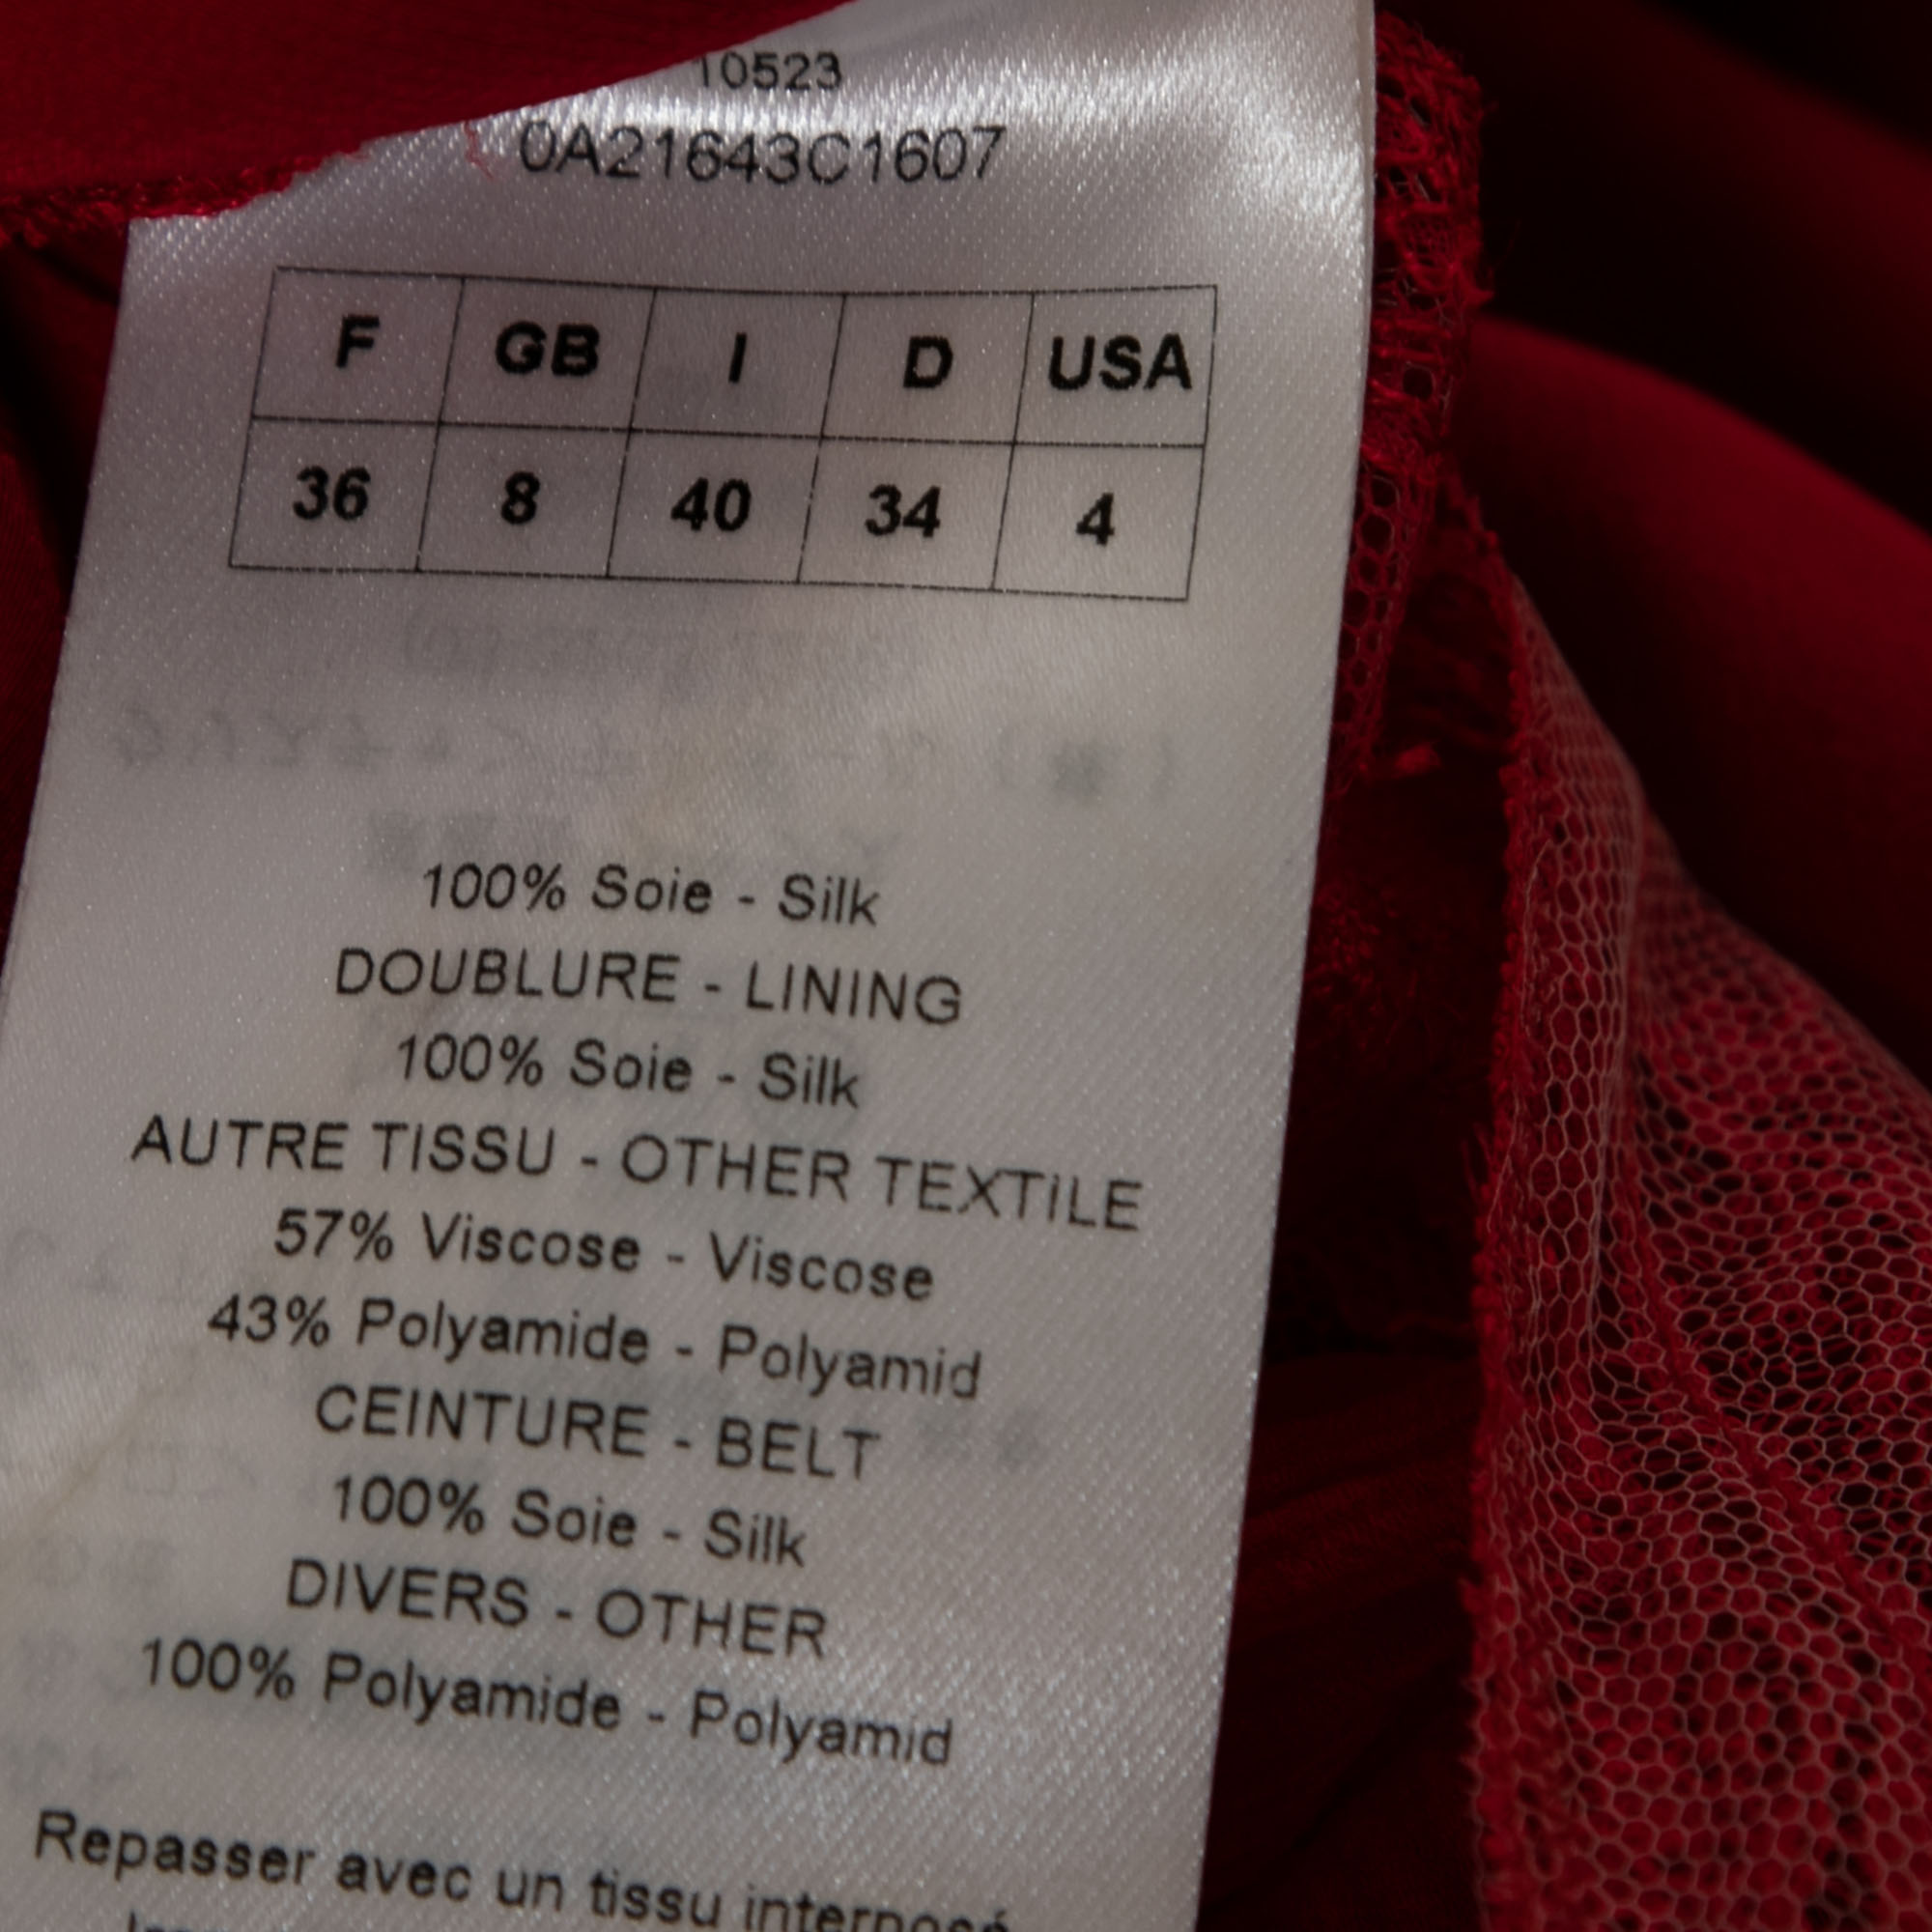 10523
0A21643C1607
F GB I D USA
36 8 40 34 4
100% Soie - Silk
DOUBLURE - LINING
100% Soie - Silk
AUTRE TISSU - OTHER TEXTILE
57% Viscose - Viscose
43% Polyamide - Polyamid
CEINTURE - BELT
100% Soie - Silk
DIVERS - OTHER
100% Polyamide - Polyamid
Repasser avec un tissu interposé